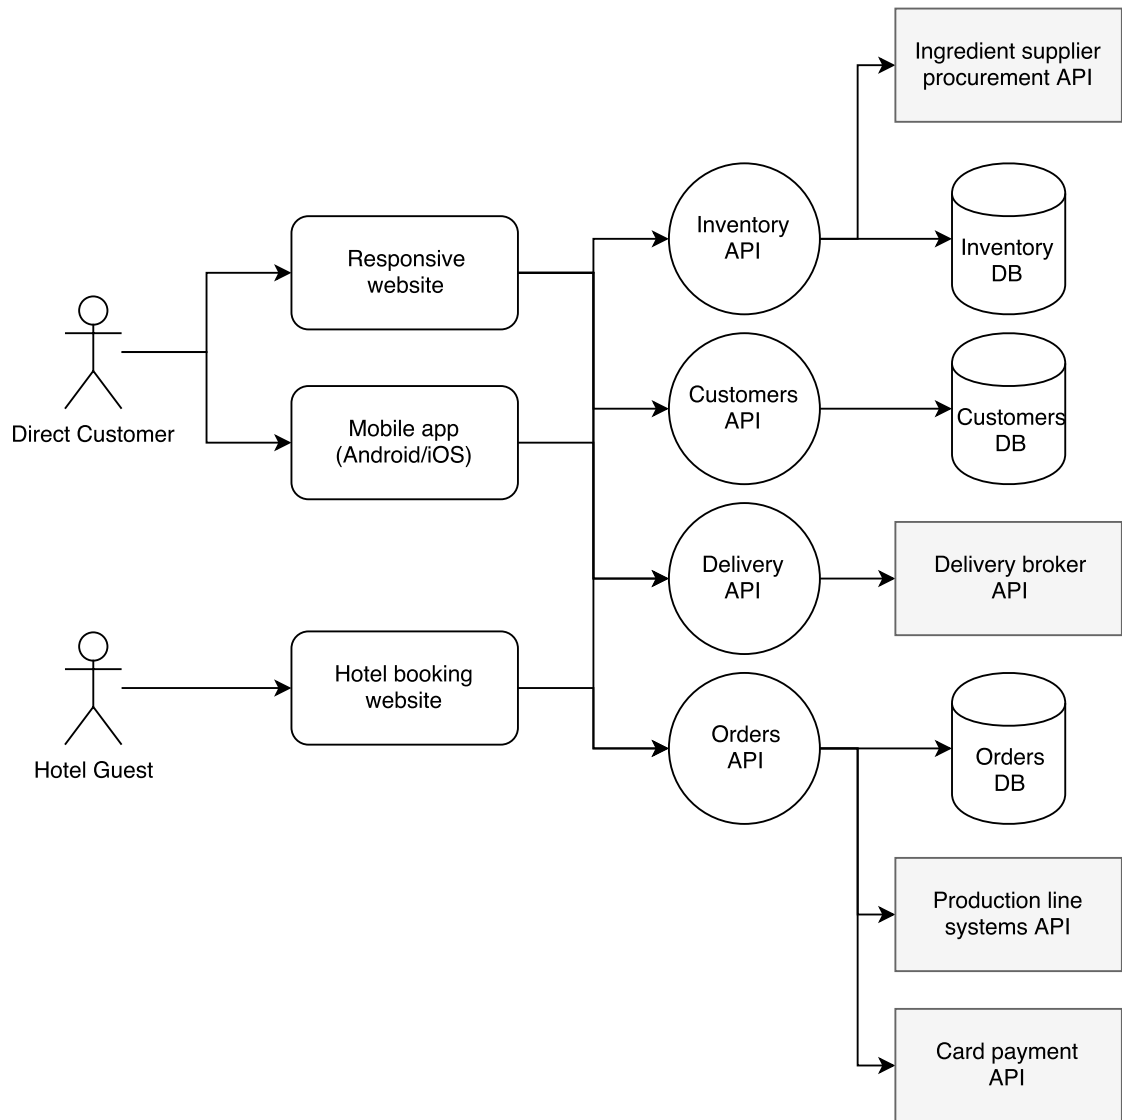 Ingredient supplier
procurement API
Inventory
API
Inventory
DB
Responsive
website
Customers
API
Customers
DB
Direct Customer
Mobile app
(Android/iOS)
Delivery
API
Delivery broker
API
Hotel booking
website
Hotel Guest
Orders
API
Orders
DB
Production line
systems API
Card payment
API